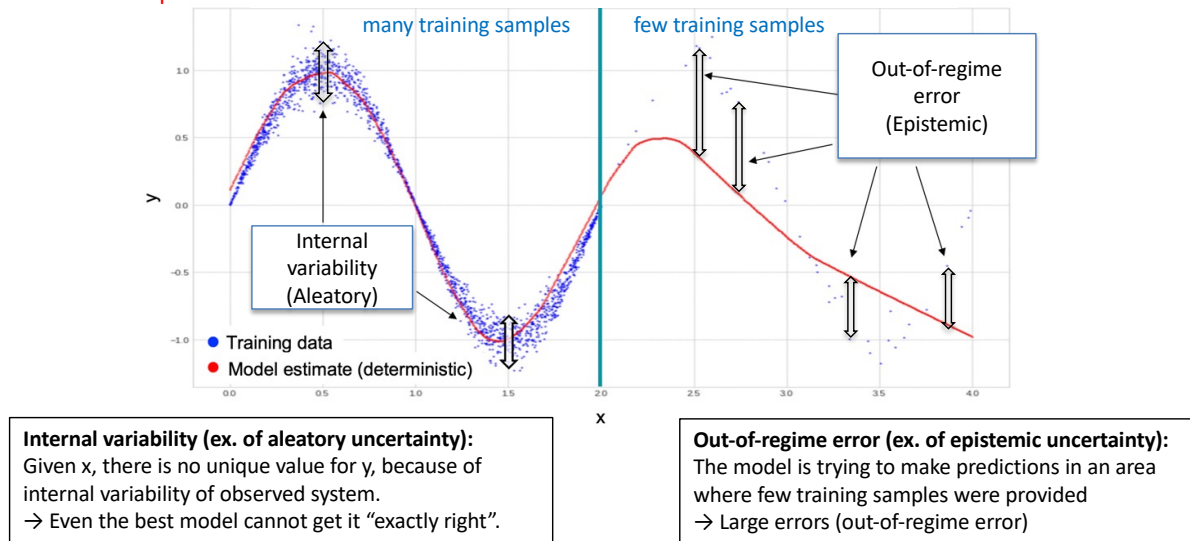 many training samples
few training samples
Out-of-regime
error
(Epistemic)
Internal
variability
(Aleatory)
y
1.0
0.5
0.0
-0.5
-1.0
Training data
Model estimate (deterministic)
0.0 0.5 1.0 1.5 2.0 2.5 3.0 3.5 4.0
x
Internal variability (ex. of aleatory uncertainty):
Given x, there is no unique value for y, because of
internal variability of observed system.
→ Even the best model cannot get it “exactly right”.
Out-of-regime error (ex. of epistemic uncertainty):
The model is trying to make predictions in an area
where few training samples were provided
→ Large errors (out-of-regime error)